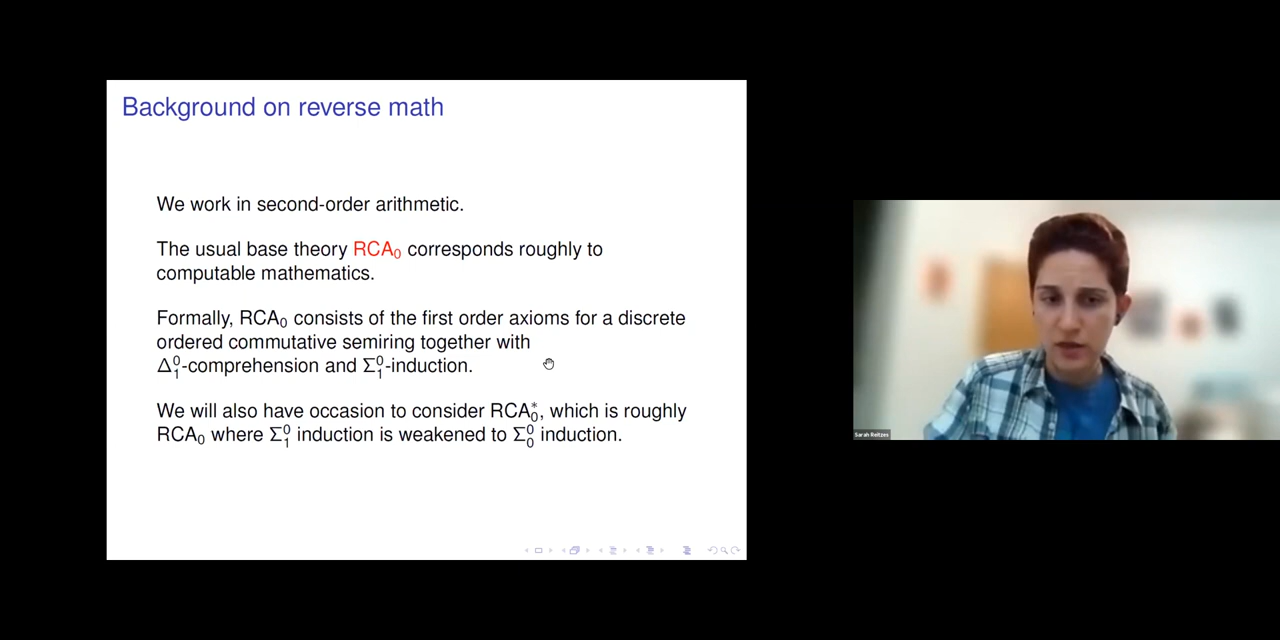 Background on reverse math
We work in second-order arithmetic.
The usual base theory RCA₀ corresponds roughly to
computable mathematics.
Formally, RCA₀ consists of the first order axioms for a discrete
ordered commutative semiring together with
Δ⁰₁-comprehension and Σ⁰₁-induction.
We will also have occasion to consider RCA*₀, which is roughly
RCA₀ where Σ⁰₁ induction is weakened to Σ⁰₀ induction.
Sarah Reitzes